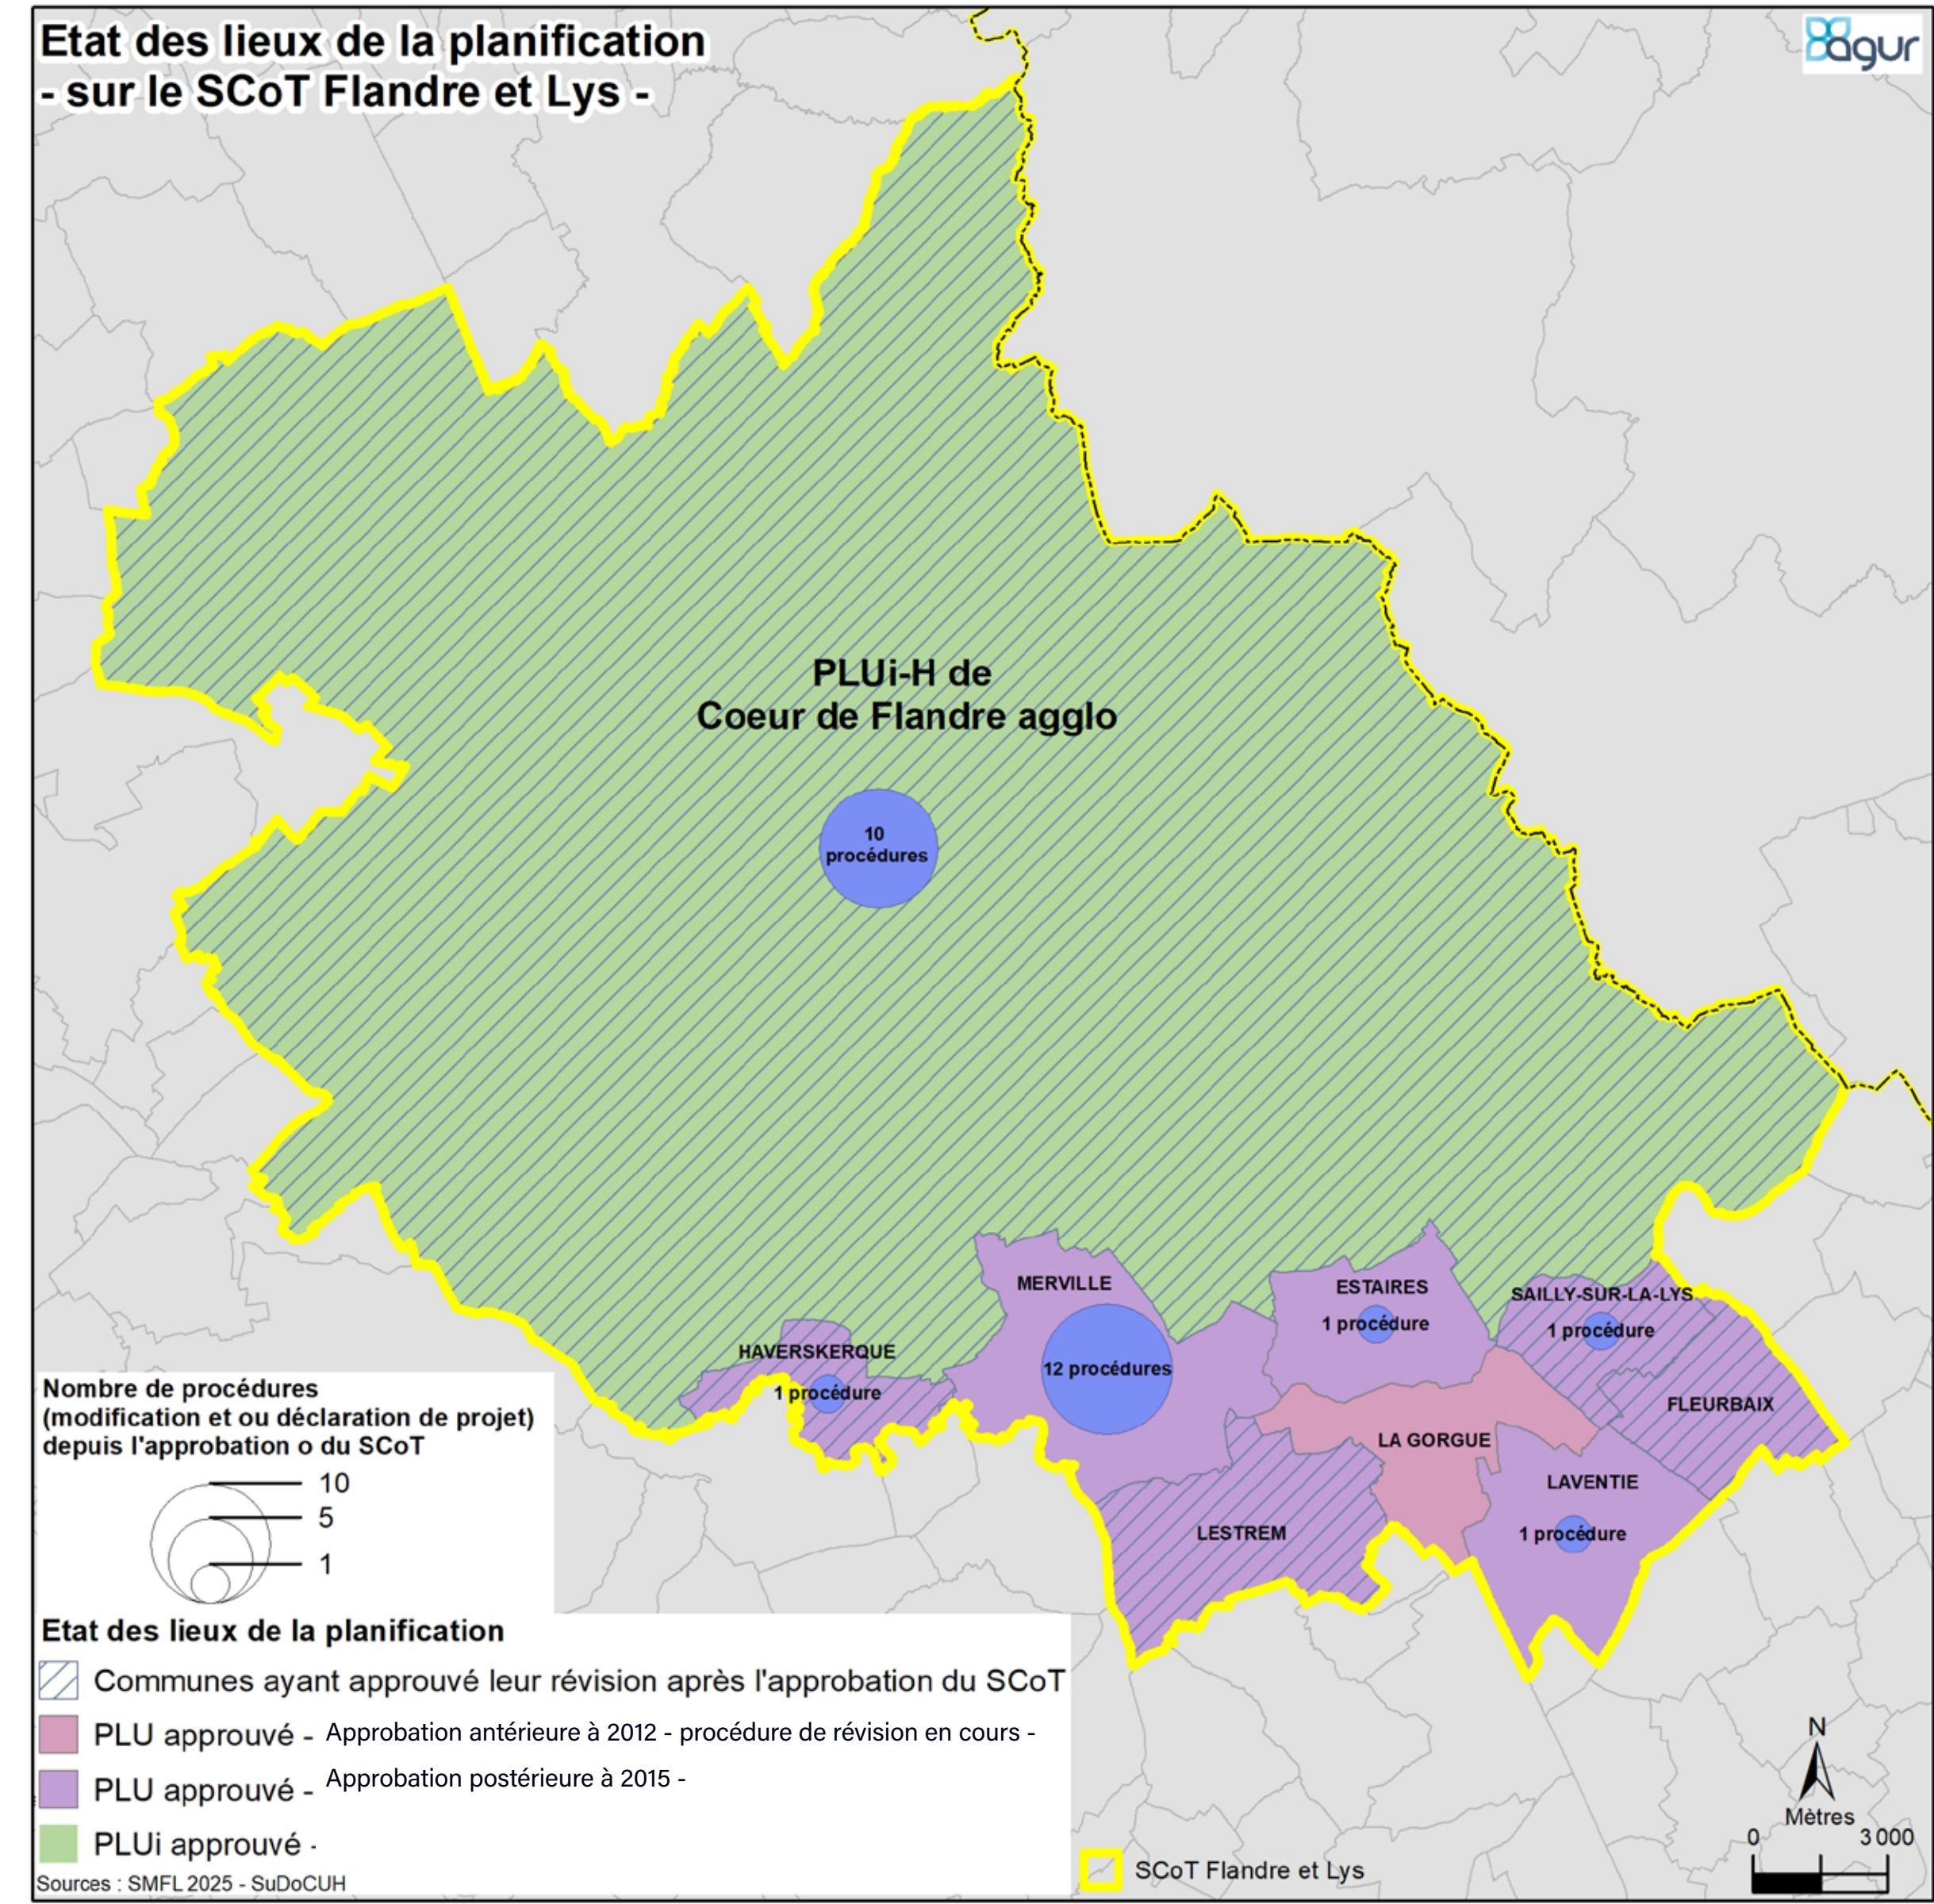 Etat des lieux de la planification
- sur le SCoT Flandre et Lys -
agur
PLUi-H de
Coeur de Flandre agglo
10
procédures
MERVILLE
12 procédures
ESTAIRES
1 procédure
SAILLY-SUR-LA-LYS
1 procédure
HAVERSKERQUE
1 procédure
FLEURBAIX
LA GORGUE
LAVENTIE
1 procédure
LESTREM
Nombre de procédures
(modification et ou déclaration de projet)
depuis l'approbation o du SCoT
10
5
1
Etat des lieux de la planification
Communes ayant approuvé leur révision après l'approbation du SCoT
PLU approuvé - Approbation antérieure à 2012 - procédure de révision en cours -
PLU approuvé - Approbation postérieure à 2015 -
PLUi approuvé -
Sources : SMFL 2025 - SuDoCUH
SCoT Flandre et Lys
N
Mètres
0 3 000